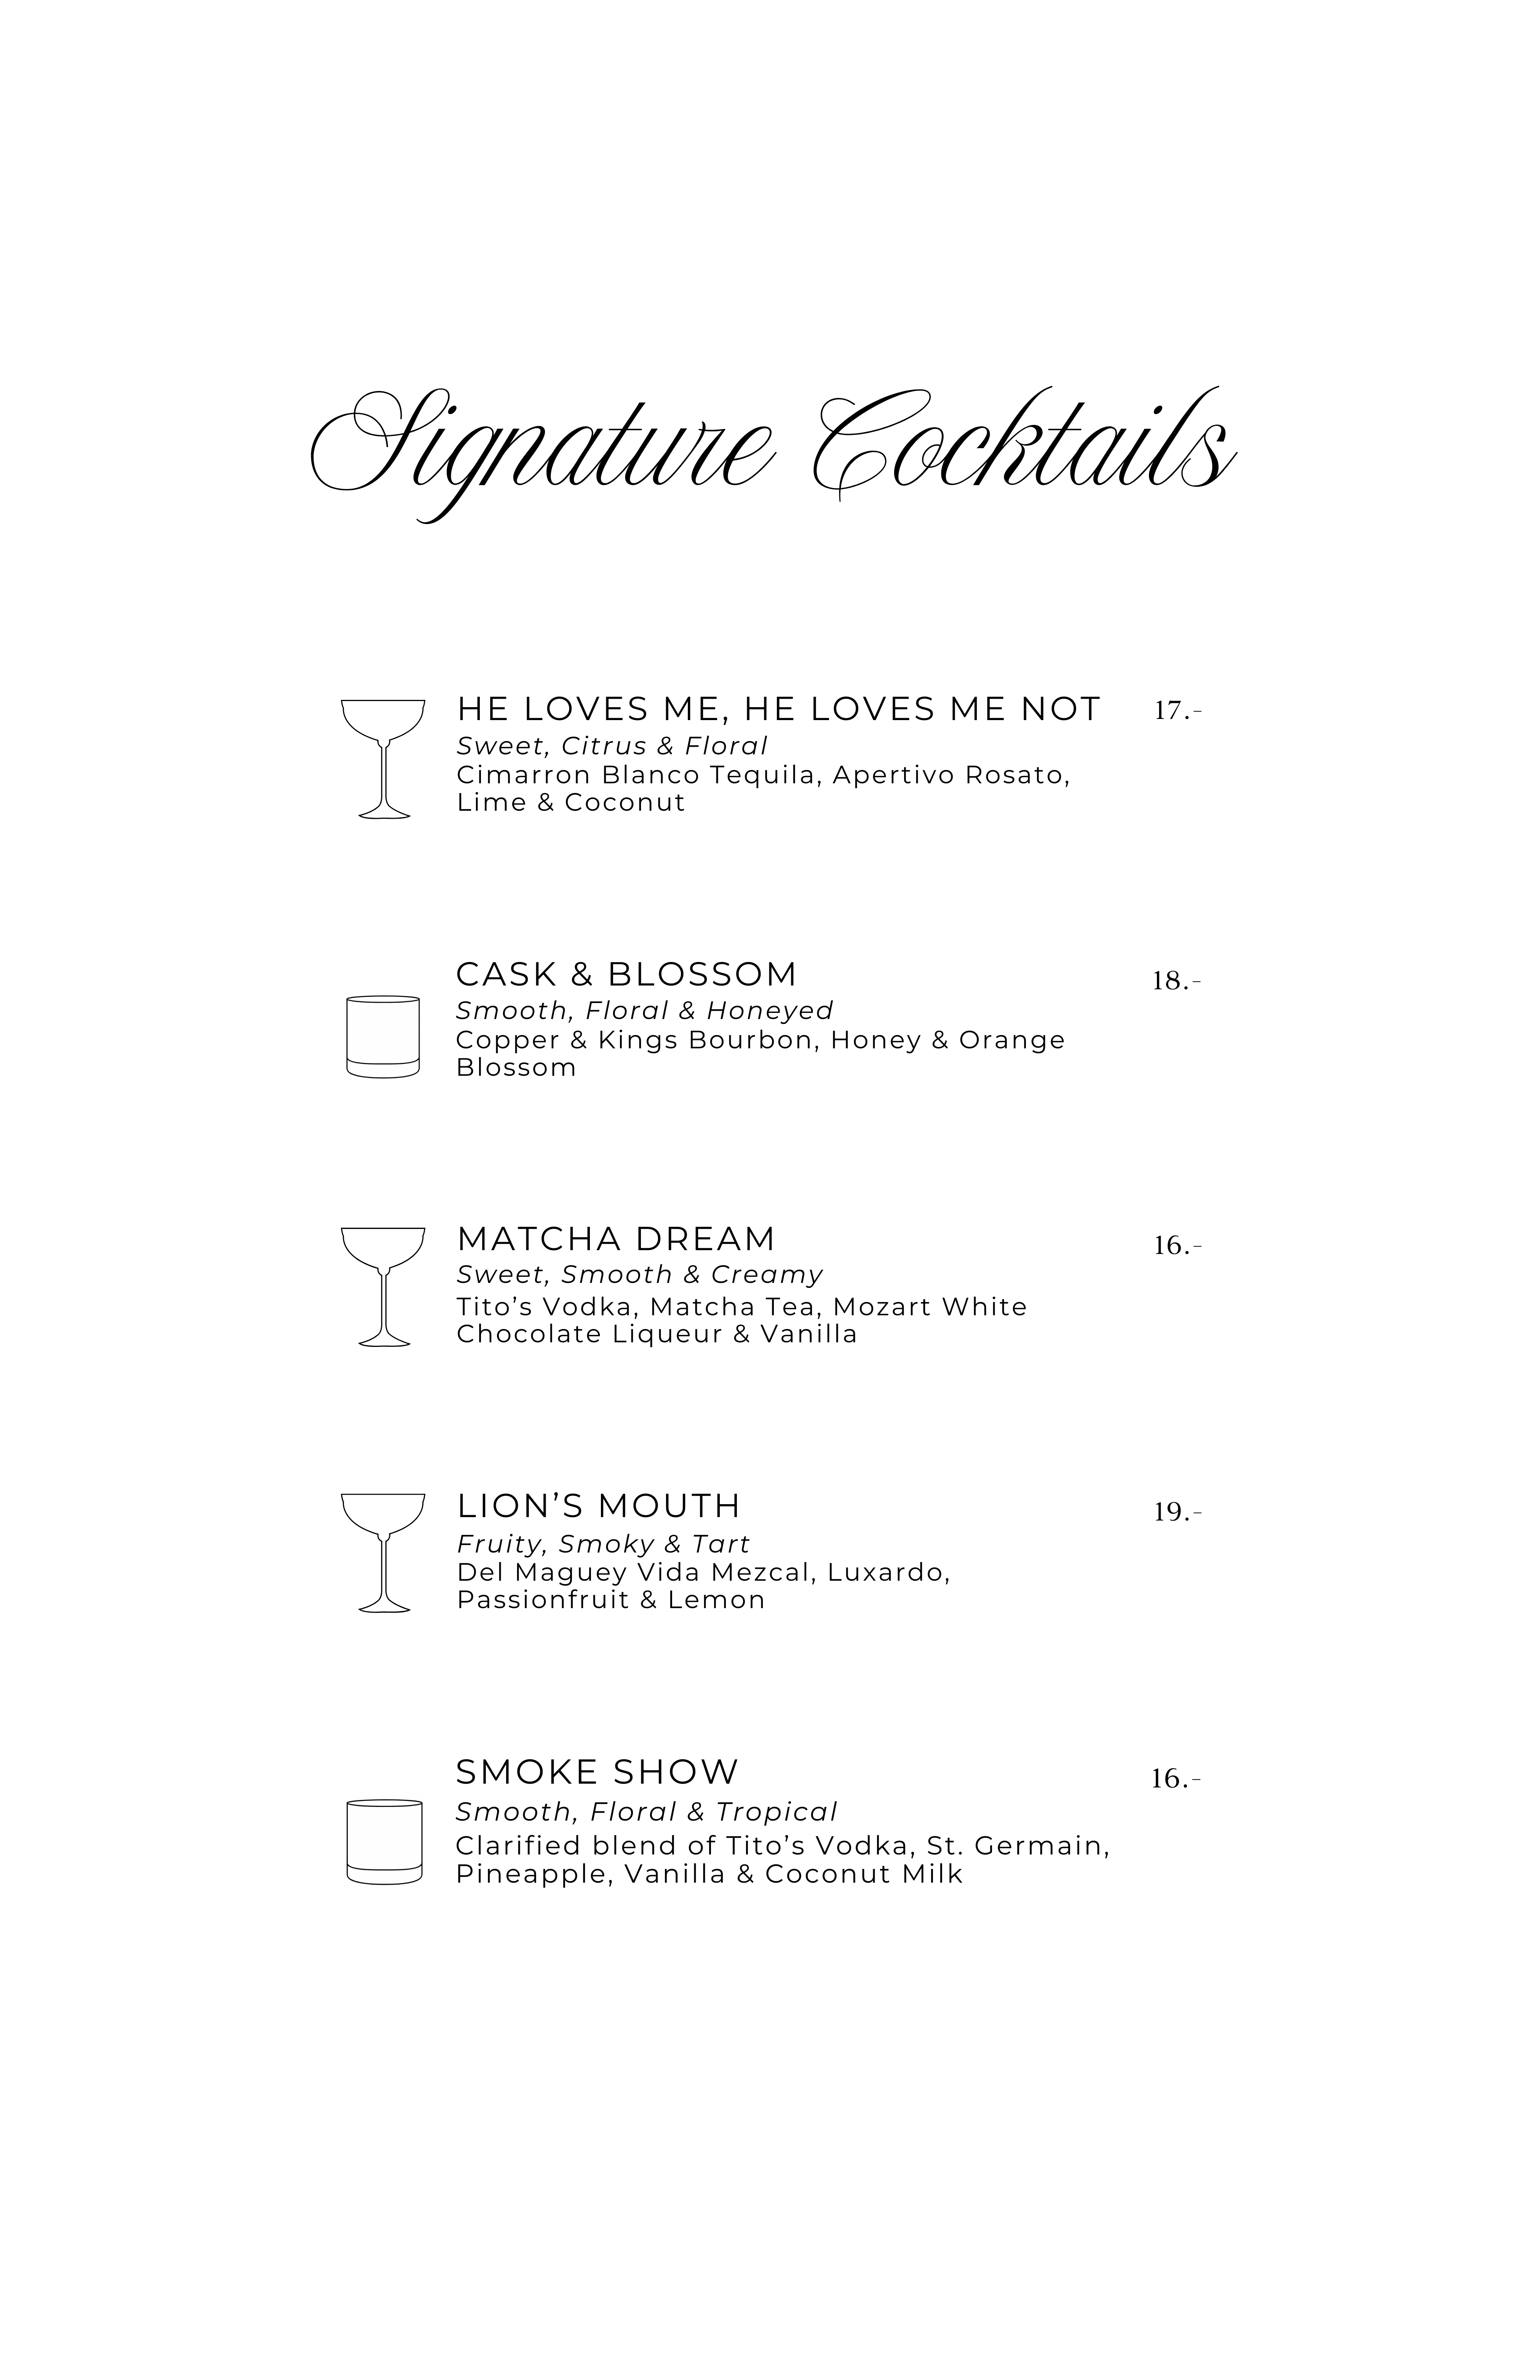 Signature Cocktails
HE LOVES ME, HE LOVES ME NOT 17.-
Sweet, Citrus & Floral
Cimarron Blanco Tequila, Apertivo Rosato,
Lime & Coconut
CASK & BLOSSOM 18.-
Smooth, Floral & Honeyed
Copper & Kings Bourbon, Honey & Orange
Blossom
MATCHA DREAM 16.-
Sweet, Smooth & Creamy
Tito’s Vodka, Matcha Tea, Mozart White
Chocolate Liqueur & Vanilla
LION’S MOUTH 19.-
Fruity, Smoky & Tart
Del Maguey Vida Mezcal, Luxardo,
Passionfruit & Lemon
SMOKE SHOW 16.-
Smooth, Floral & Tropical
Clarified blend of Tito’s Vodka, St. Germain,
Pineapple, Vanilla & Coconut Milk